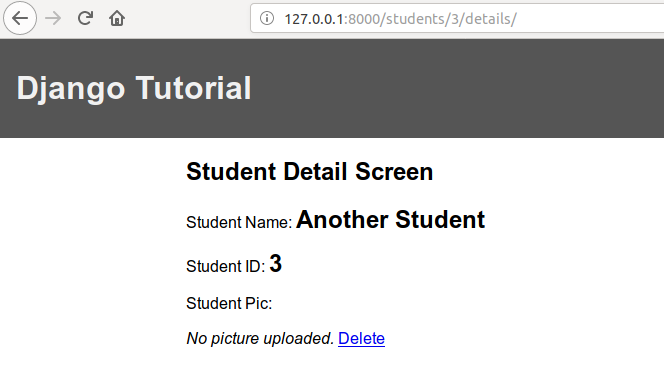 127.0.0.1:8000/students/3/details/
Django Tutorial
Student Detail Screen
Student Name: Another Student
Student ID: 3
Student Pic:
No picture uploaded. Delete